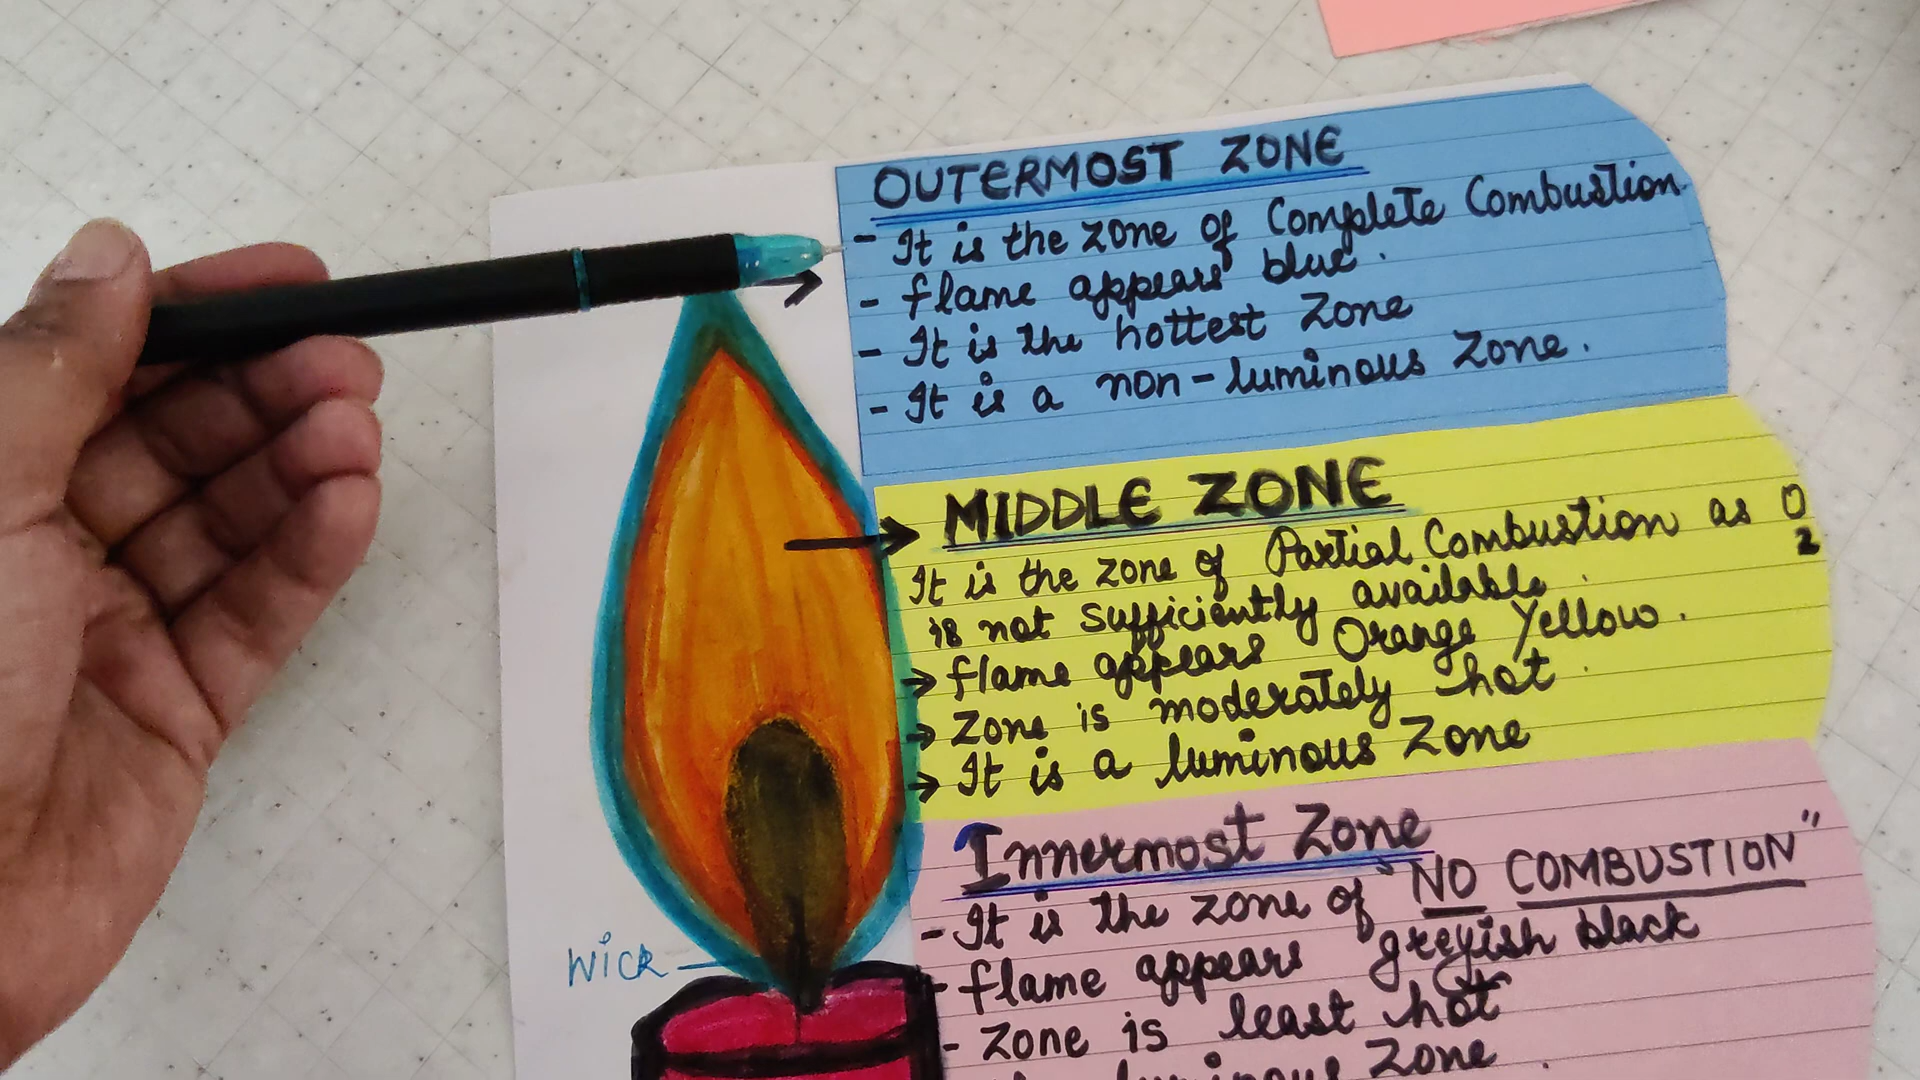 OUTERMOST ZONE
- It is the zone of Complete Combustion.
- flame appears blue.
- It is the hottest Zone
- It is a non-luminous Zone.
MIDDLE ZONE
It is the zone of Partial Combustion as O2
is not sufficiently available.
→ flame appears Orange Yellow.
→ Zone is moderately hot.
→ It is a luminous Zone
Innermost Zone
- It is the zone of "NO COMBUSTION"
- flame appears greyish black
Wick
- Zone is least hot
luminous Zone.